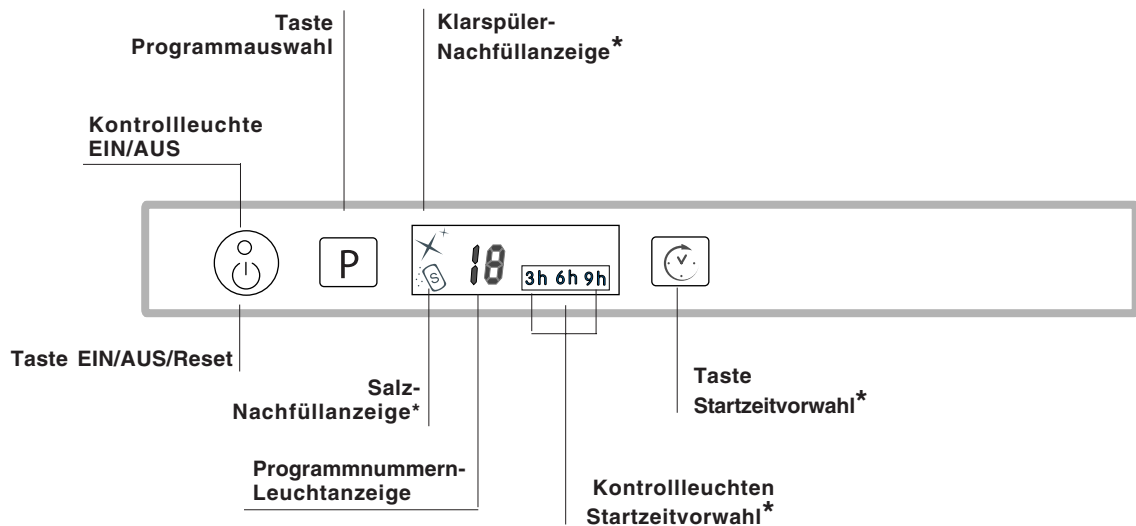 Taste
Programmauswahl
Klarspüler-
Nachfüllanzeige*
Kontrollleuchte
EIN/AUS
P
S
18
3h 6h 9h
Taste EIN/AUS/Reset
Salz-
Nachfüllanzeige*
Taste
Startzeitvorwahl*
Programmnummern-
Leuchtanzeige
Kontrollleuchten
Startzeitvorwahl*